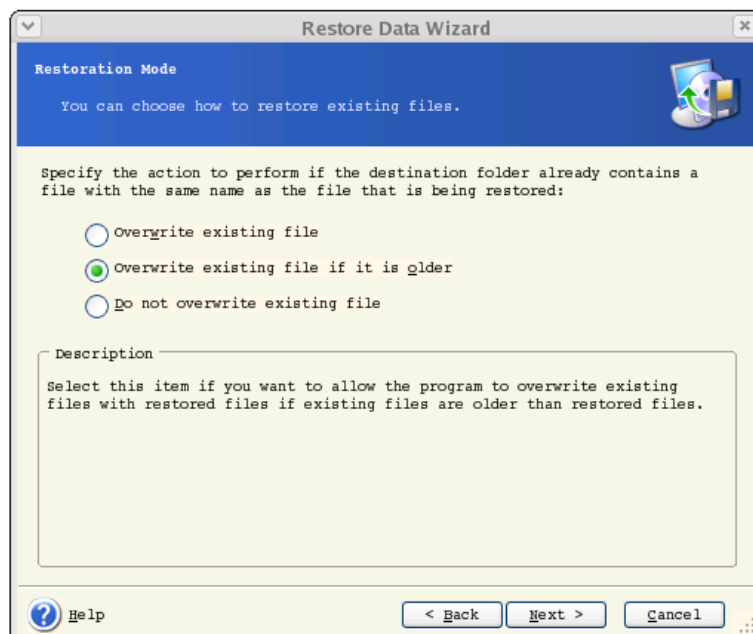 Restore Data Wizard
Restoration Mode
You can choose how to restore existing files.
Specify the action to perform if the destination folder already contains a
file with the same name as the file that is being restored:
Overwrite existing file
Overwrite existing file if it is older
Do not overwrite existing file
Description
Select this item if you want to allow the program to overwrite existing
files with restored files if existing files are older than restored files.
Help
< Back
Next >
Cancel